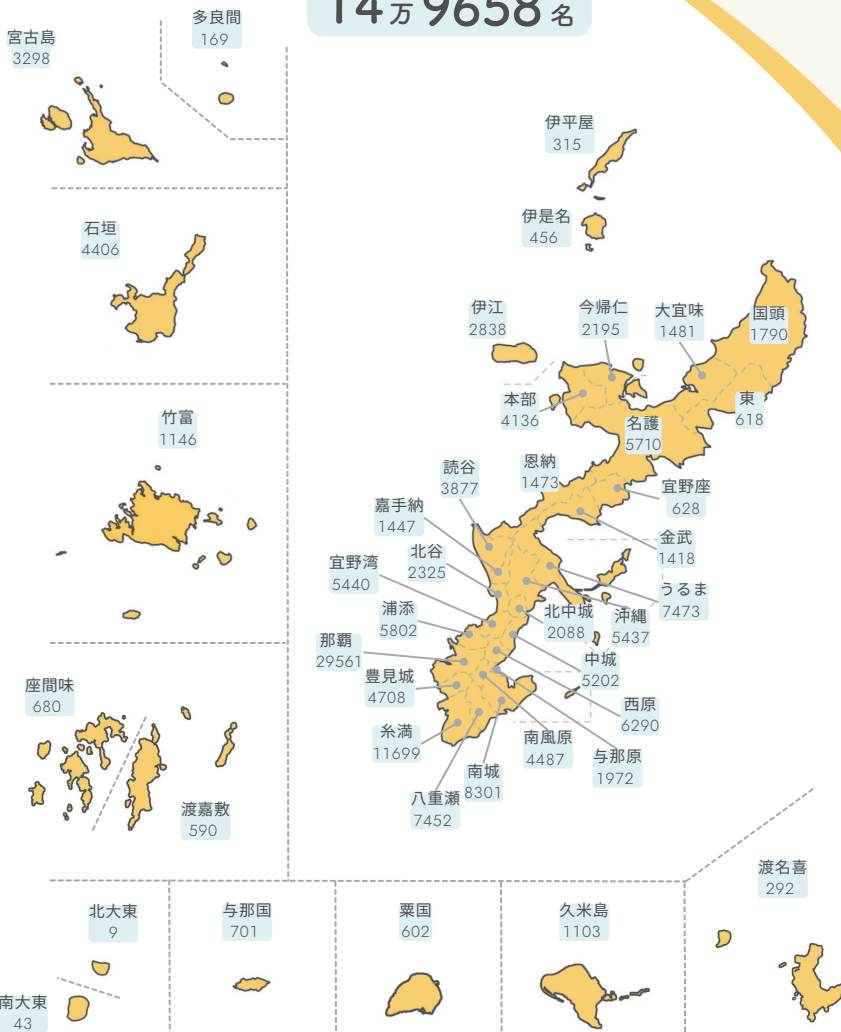 14万9658名
多良間
169
宮古島
3298
伊平屋
315
伊是名
456
石垣
4406
伊江
2838
今帰仁
2195
大宜味
1481
国頭
1790
本部
4136
東
618
名護
5710
竹富
1146
恩納
1473
読谷
3877
宜野座
628
嘉手納
1447
金武
1418
北谷
2325
宜野湾
5440
うるま
7473
浦添
5802
北中城
2088
沖縄
5437
那覇
29561
中城
5202
豊見城
4708
座間味
680
西原
6290
糸満
11699
南風原
4487
与那原
1972
南城
8301
八重瀬
7452
渡嘉敷
590
渡名喜
292
北大東
9
与那国
701
粟国
602
久米島
1103
南大東
43